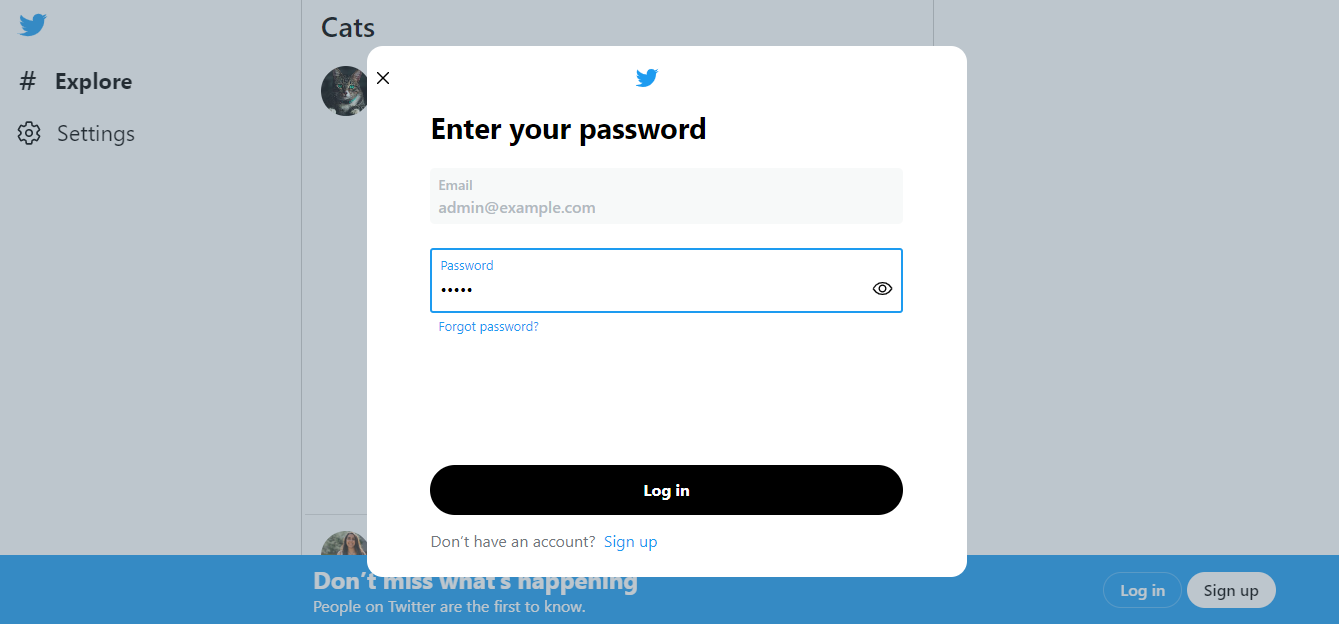 Cats
# Explore
Settings
Enter your password
Email
admin@example.com
Password
•••••
Forgot password?
Log in
Don’t have an account? Sign up
Don’t miss what’s happening
People on Twitter are the first to know.
Log in
Sign up